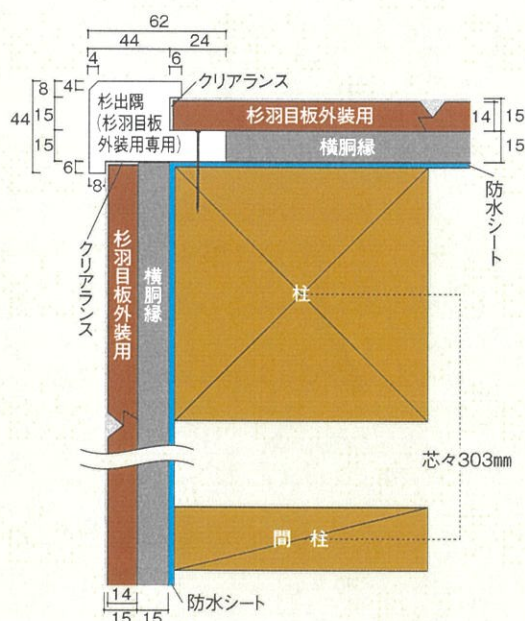 62
44 24
4 6
クリアランス
8 4
44 15
15
6
8
杉出隅
(杉羽目板
外装用専用)
杉羽目板外装用
14 15
横胴縁
15
防水シート
クリアランス
杉羽目板外装用
横胴縁
柱
芯々303mm
間 柱
14
15 15
防水シート